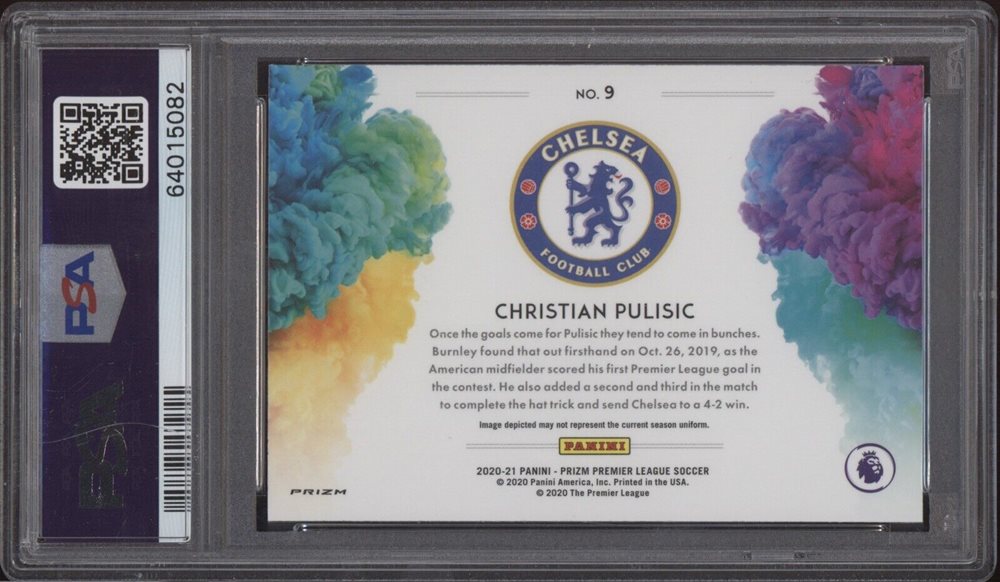 64015082
PSA
PSA
NO. 9
CHELSEA
FOOTBALL CLUB
CHRISTIAN PULISIC
Once the goals come for Pulisic they tend to come in bunches.
Burnley found that out firsthand on Oct. 26, 2019, as the
American midfielder scored his first Premier League goal in
the contest. He also added a second and third in the match
to complete the hat trick and send Chelsea to a 4-2 win.
Image depicted may not represent the current season uniform.
PANINI
2020-21 PANINI - PRIZM PREMIER LEAGUE SOCCER
© 2020 Panini America, Inc. Printed in the USA.
© 2020 The Premier League
PRIZM